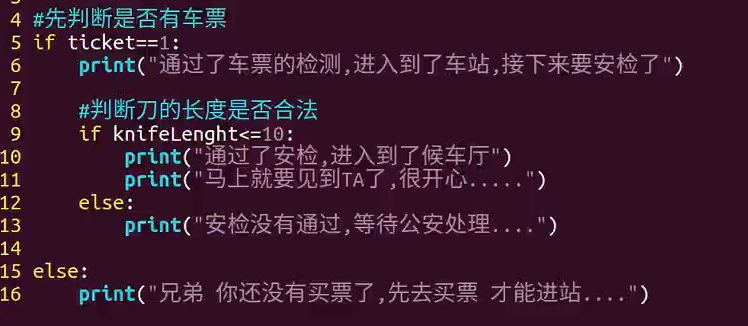 4 #先判断是否有车票
5 if ticket==1:
6     print("通过了车票的检测,进入到了车站,接下来要安检了")
7
8     #判断刀的长度是否合法
9     if knifeLenght<=10:
10         print("通过了安检,进入到了候车厅")
11         print("马上就要见到TA了,很开心.....")
12     else:
13         print("安检没有通过,等待公安处理....")
14
15 else:
16     print("兄弟 你还没有买票了,先去买票 才能进站....")